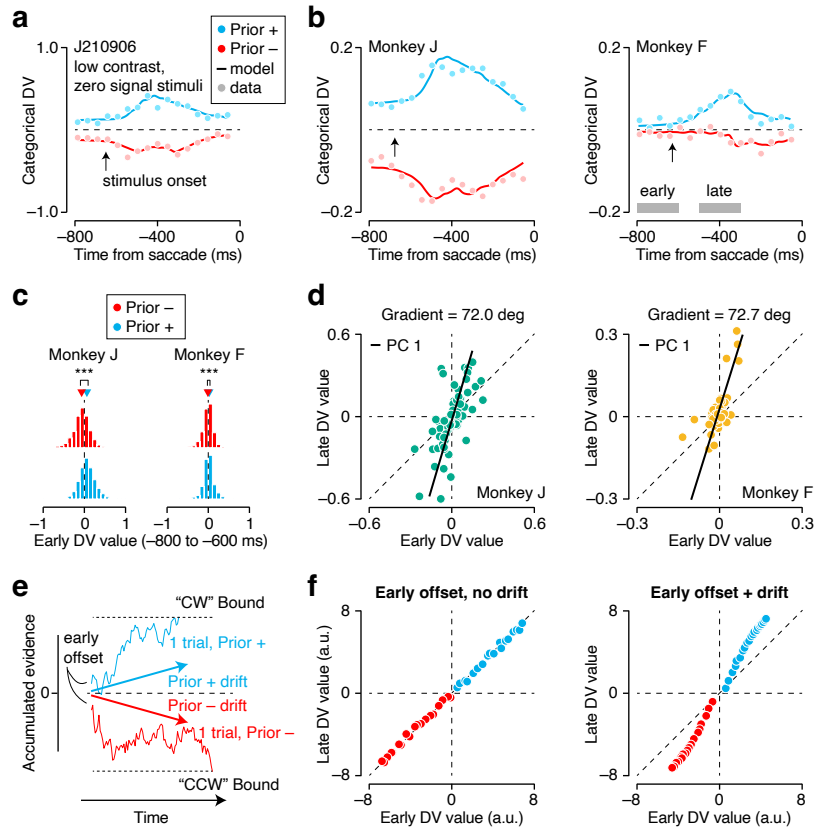 a
J210906
low contrast,
zero signal stimuli
Prior +
Prior –
model
data
Categorical DV
1.0
–1.0
stimulus onset
–800
–400
0
Time from saccade (ms)
b
Monkey J
Categorical DV
0.2
–0.2
–800
–400
0
Time from saccade (ms)
Monkey F
Categorical DV
0.2
–0.2
early
late
–800
–400
0
Time from saccade (ms)
c
Prior –
Prior +
Monkey J
Monkey F
***
***
–1
0
1
–1
0
1
Early DV value (–800 to –600 ms)
d
Gradient = 72.0 deg
PC 1
Late DV value
0.6
0
–0.6
Monkey J
–0.6
0
0.6
Early DV value
Gradient = 72.7 deg
PC 1
Late DV value
0.3
0
–0.3
Monkey F
–0.3
0
0.3
Early DV value
e
Accumulated evidence
0
"CW" Bound
early
offset
1 trial, Prior +
Prior + drift
Prior – drift
1 trial, Prior –
"CCW" Bound
Time
f
Early offset, no drift
Late DV value (a.u.)
8
0
–8
–8
0
8
Early DV value (a.u.)
Early offset + drift
Late DV value (a.u.)
8
0
–8
–8
0
8
Early DV value (a.u.)